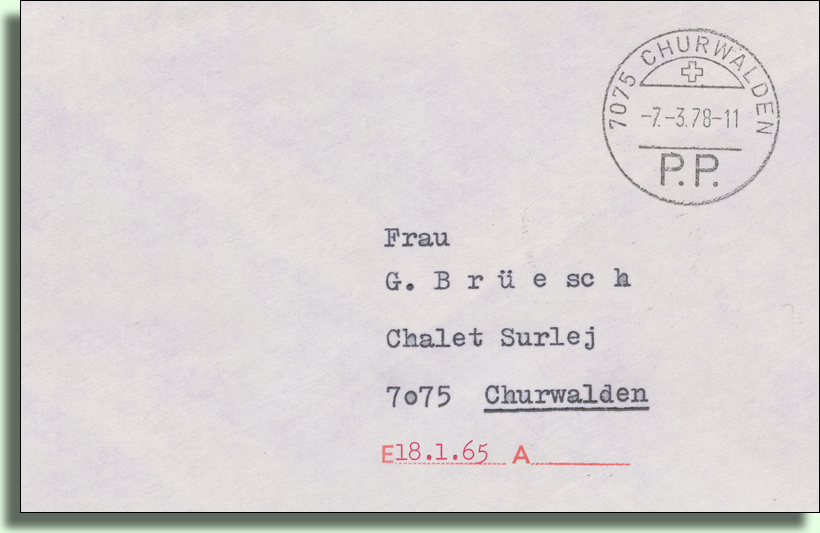 7075 CHURWALDEN
-7.-3.78-11
P.P.
Frau
G. B r ü e sc h
Chalet Surlej
7o75 Churwalden
E18.1.65 A